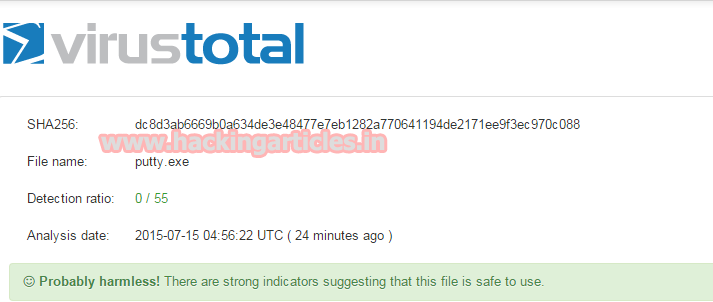 virustotal
SHA256: dc8d3ab6669b0a634de3e48477e7eb1282a770641194de2171ee9f3ec970c088
www.hackingarticles.in
File name: putty.exe
Detection ratio: 0 / 55
Analysis date: 2015-07-15 04:56:22 UTC ( 24 minutes ago )
Probably harmless! There are strong indicators suggesting that this file is safe to use.